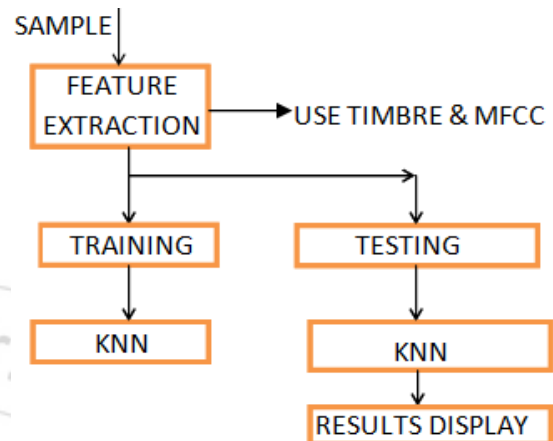 SAMPLE
FEATURE
EXTRACTION
USE TIMBRE & MFCC
TRAINING
TESTING
KNN
KNN
RESULTS DISPLAY